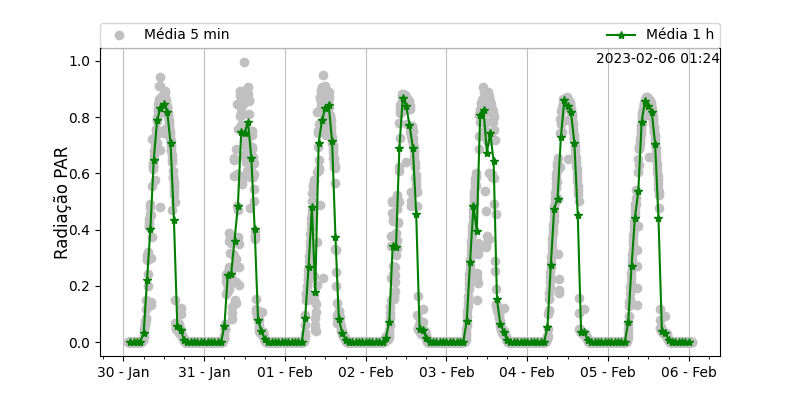 Média 5 min
Média 1 h
2023-02-06 01:24
Radiação PAR
1.0
0.8
0.6
0.4
0.2
0.0
30 - Jan
31 - Jan
01 - Feb
02 - Feb
03 - Feb
04 - Feb
05 - Feb
06 - Feb